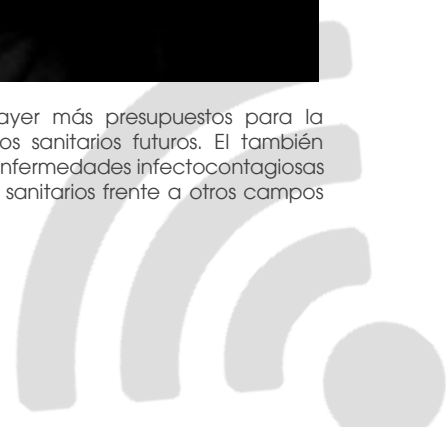 ayer más presupuestos para la
os sanitarios futuros. El también
nfermedades infectocontagiosas
sanitarios frente a otros campos